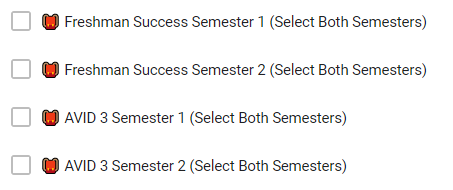 Freshman Success Semester 1 (Select Both Semesters)
Freshman Success Semester 2 (Select Both Semesters)
AVID 3 Semester 1 (Select Both Semesters)
AVID 3 Semester 2 (Select Both Semesters)